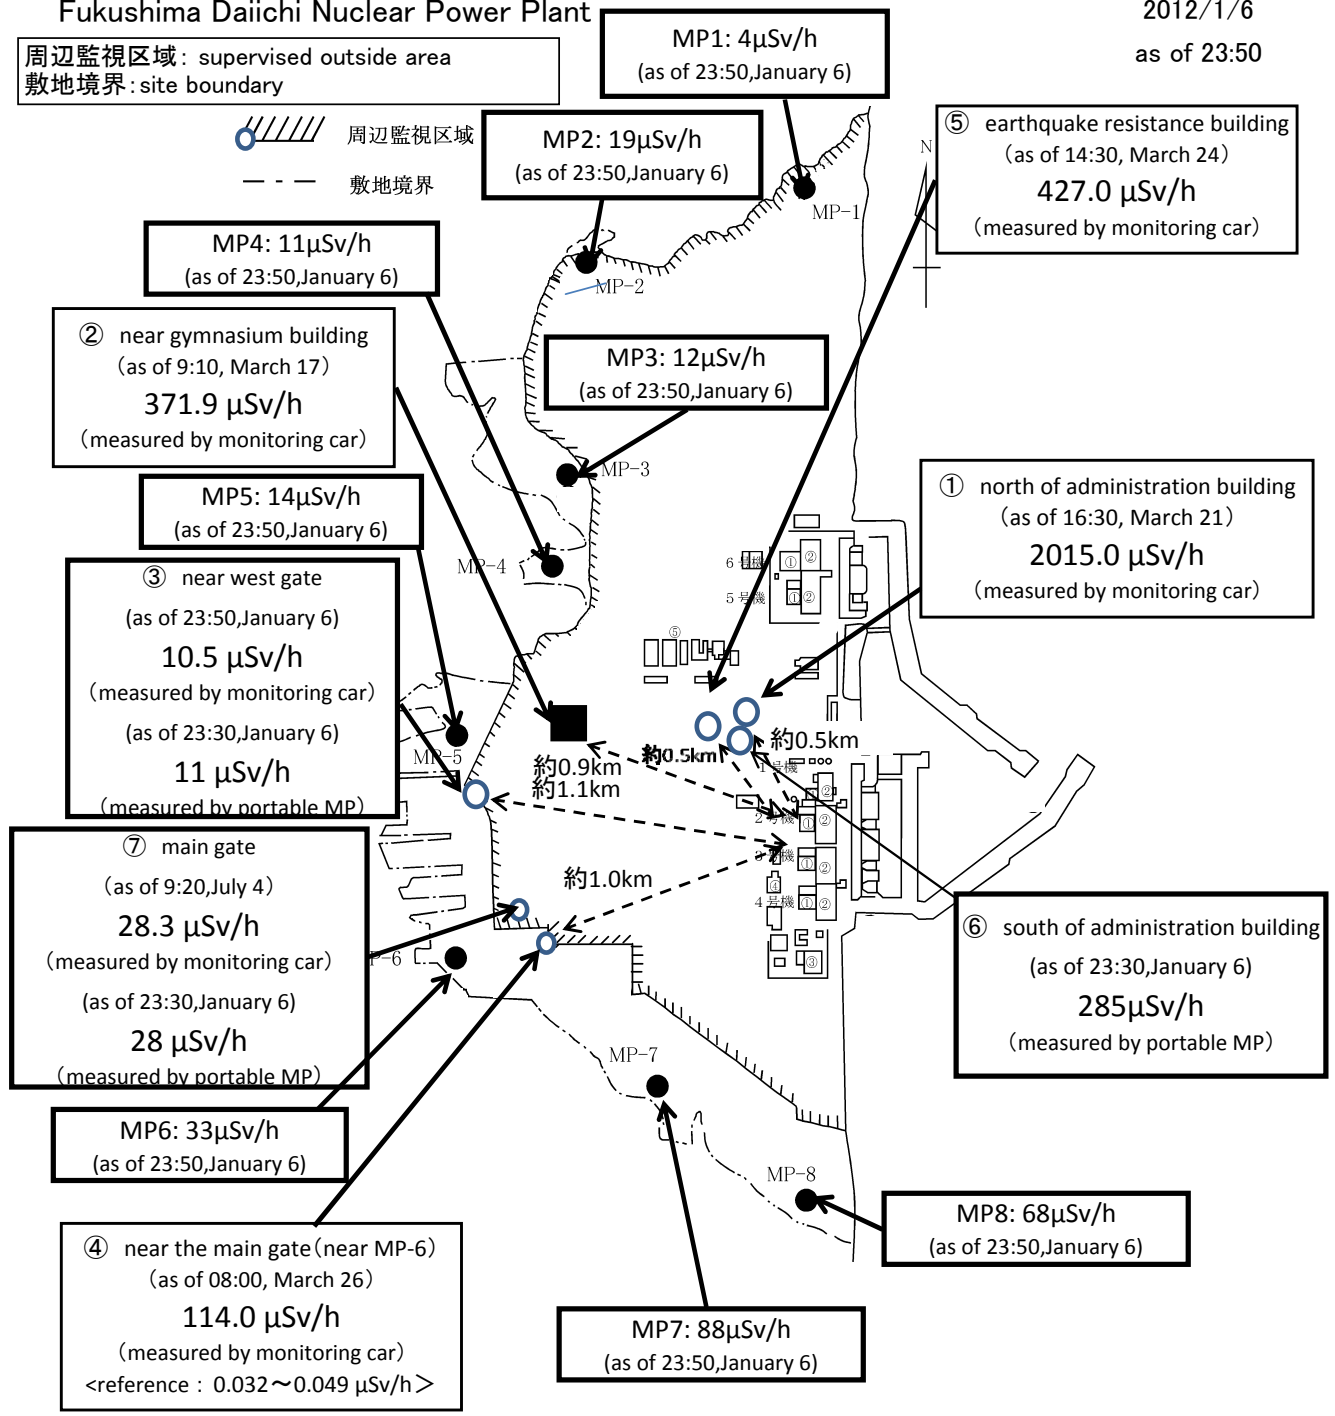 Fukushima Daiichi Nuclear Power Plant
2012/1/6
as of 23:50
周辺監視区域: supervised outside area
敷地境界:site boundary
周辺監視区域
敷地境界
MP1: 4μSv/h
(as of 23:50,January 6)
MP2: 19μSv/h
(as of 23:50,January 6)
⑤ earthquake resistance building
(as of 14:30, March 24)
427.0 μSv/h
(measured by monitoring car)
N
MP-1
MP4: 11μSv/h
(as of 23:50,January 6)
MP-2
② near gymnasium building
(as of 9:10, March 17)
371.9 μSv/h
(measured by monitoring car)
MP3: 12μSv/h
(as of 23:50,January 6)
MP-3
MP5: 14μSv/h
(as of 23:50,January 6)
① north of administration building
(as of 16:30, March 21)
2015.0 μSv/h
(measured by monitoring car)
MP-4
6号機
①
②
5号機
①
②
⑤
③ near west gate
(as of 23:50,January 6)
10.5 μSv/h
(measured by monitoring car)
(as of 23:30,January 6)
11 μSv/h
(measured by portable MP)
MP-5
約0.9km
約1.1km
約0.5km
約0.5km
1号機
②
2号機
①
②
3号機
①
②
④
4号機
①
②
③
約1.0km
⑦ main gate
(as of 9:20,July 4)
28.3 μSv/h
(measured by monitoring car)
(as of 23:30,January 6)
28 μSv/h
(measured by portable MP)
P-6
⑥ south of administration building
(as of 23:30,January 6)
285μSv/h
(measured by portable MP)
MP-7
MP6: 33μSv/h
(as of 23:50,January 6)
MP-8
MP8: 68μSv/h
(as of 23:50,January 6)
④ near the main gate(near MP-6)
(as of 08:00, March 26)
114.0 μSv/h
(measured by monitoring car)
<reference : 0.032～0.049 μSv/h>
MP7: 88μSv/h
(as of 23:50,January 6)